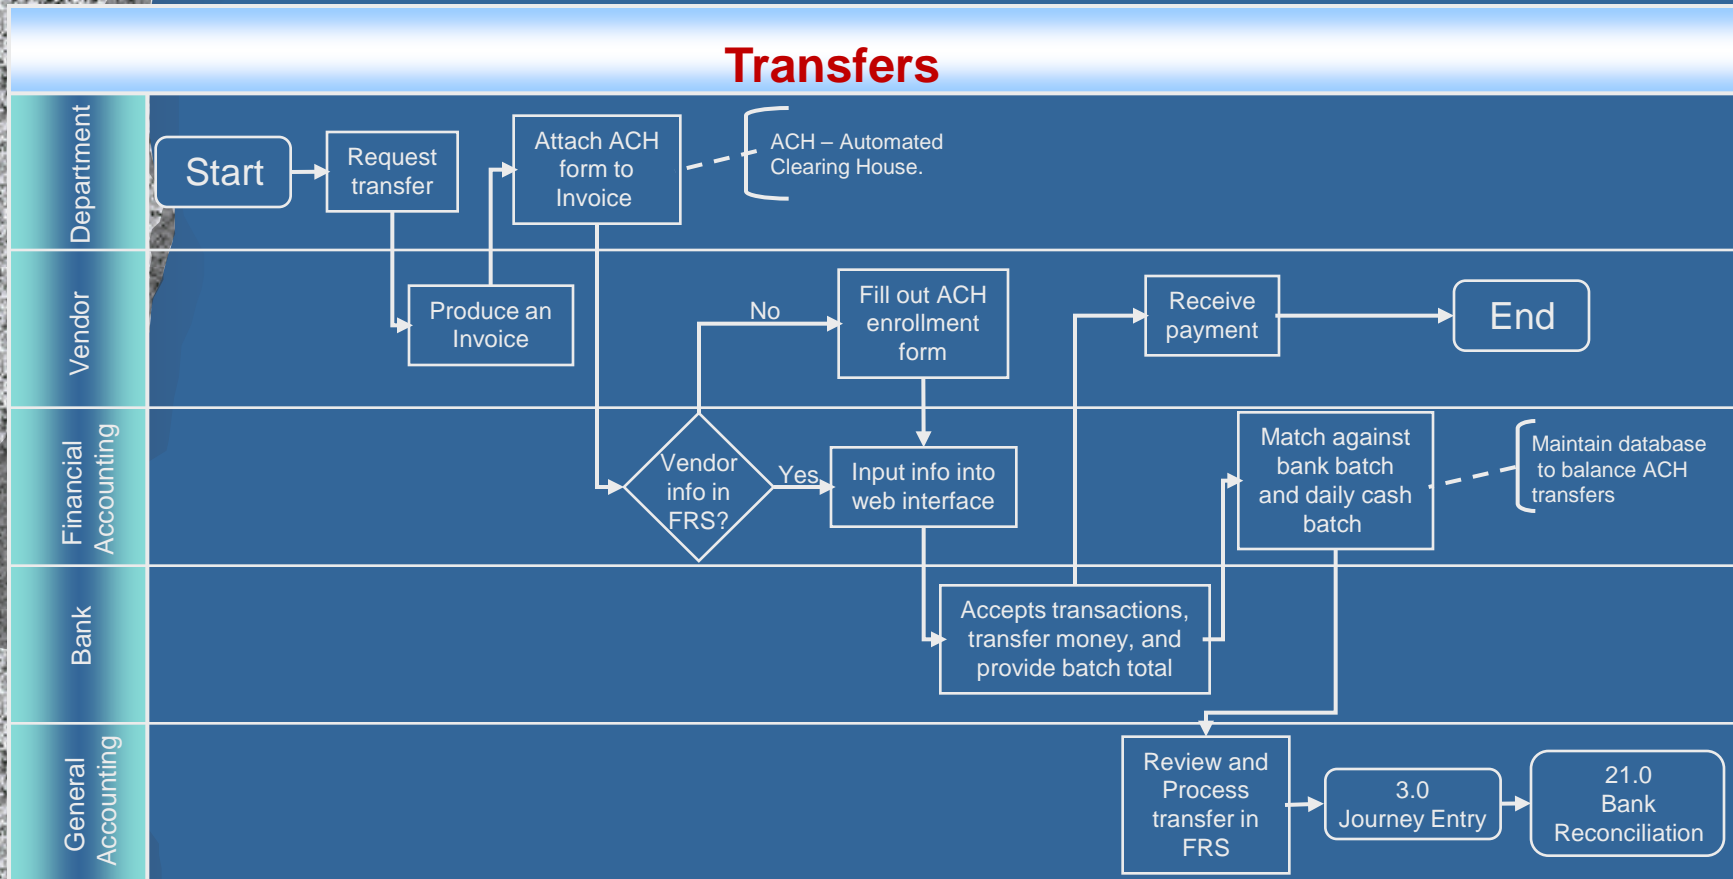 Transfers
Department
Start
Request
transfer
Attach ACH
form to
Invoice
ACH – Automated
Clearing House.
Vendor
Produce an
Invoice
No
Fill out ACH
enrollment
form
Receive
payment
End
Financial
Accounting
Vendor
info in
FRS?
Yes
Input info into
web interface
Match against
bank batch
and daily cash
batch
Maintain database
to balance ACH
transfers
Bank
Accepts transactions,
transfer money, and
provide batch total
General
Accounting
Review and
Process
transfer in
FRS
3.0
Journey Entry
21.0
Bank
Reconciliation